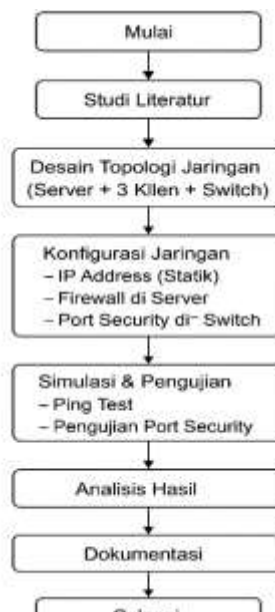 Mulai
Studi Literatur
Desain Topologi Jaringan
(Server + 3 Kllen + Switch)
Konfigurasi Jaringan
– IP Address (Statik)
– Firewall di Server
– Port Security di⁻ Switch
Simulasi & Pengujian
– Ping Test
– Pengujian Port Security
Analisis Hasil
Dokumentasi